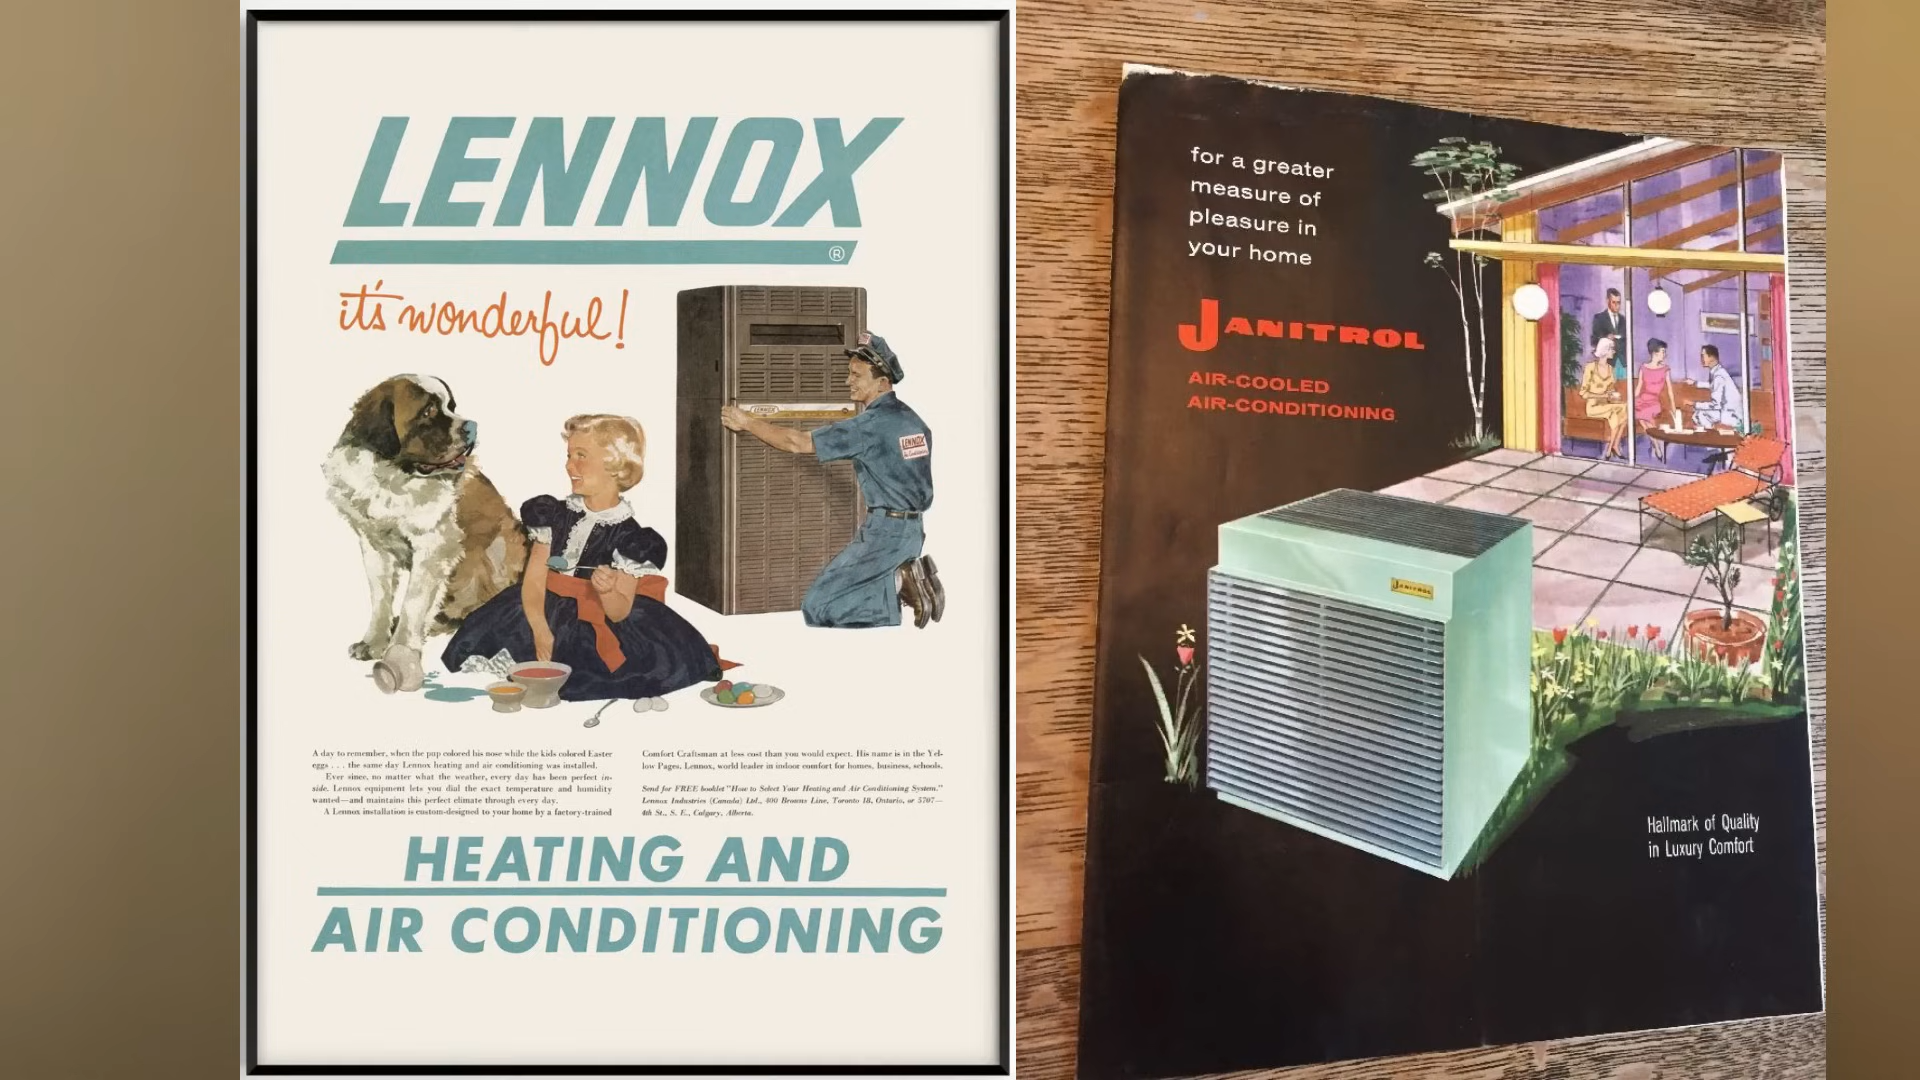 LENNOX
®
it's wonderful!
LENNOX
LENNOX
A day to remember, when the pup colored his nose while the kids colored Easter
eggs . . . the same day Lennox heating and air conditioning was installed.
Ever since, no matter what the weather, every day has been perfect in-
side. Lennox equipment lets you dial the exact temperature and humidity
wanted—and maintains this perfect climate through every day.
A Lennox installation is custom-designed to your home by a factory-trained
Comfort Craftsman at less cost than you would expect. His name is in the Yel-
low Pages. Lennox, world leader in indoor comfort for homes, business, schools.
Send for FREE booklet "How to Select Your Heating and Air Conditioning System."
Lennox Industries (Canada) Ltd., 400 Browns Line, Toronto 18, Ontario, or 5707—
4th St., S. E., Calgary, Alberta.
HEATING AND
AIR CONDITIONING
for a greater
measure of
pleasure in
your home
JANITROL
AIR-COOLED
AIR-CONDITIONING
JANITROL
Hallmark of Quality
in Luxury Comfort